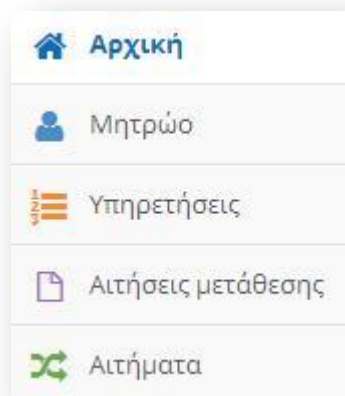 Αρχική
Μητρώο
Υπηρετήσεις
Αιτήσεις μετάθεσης
Αιτήματα